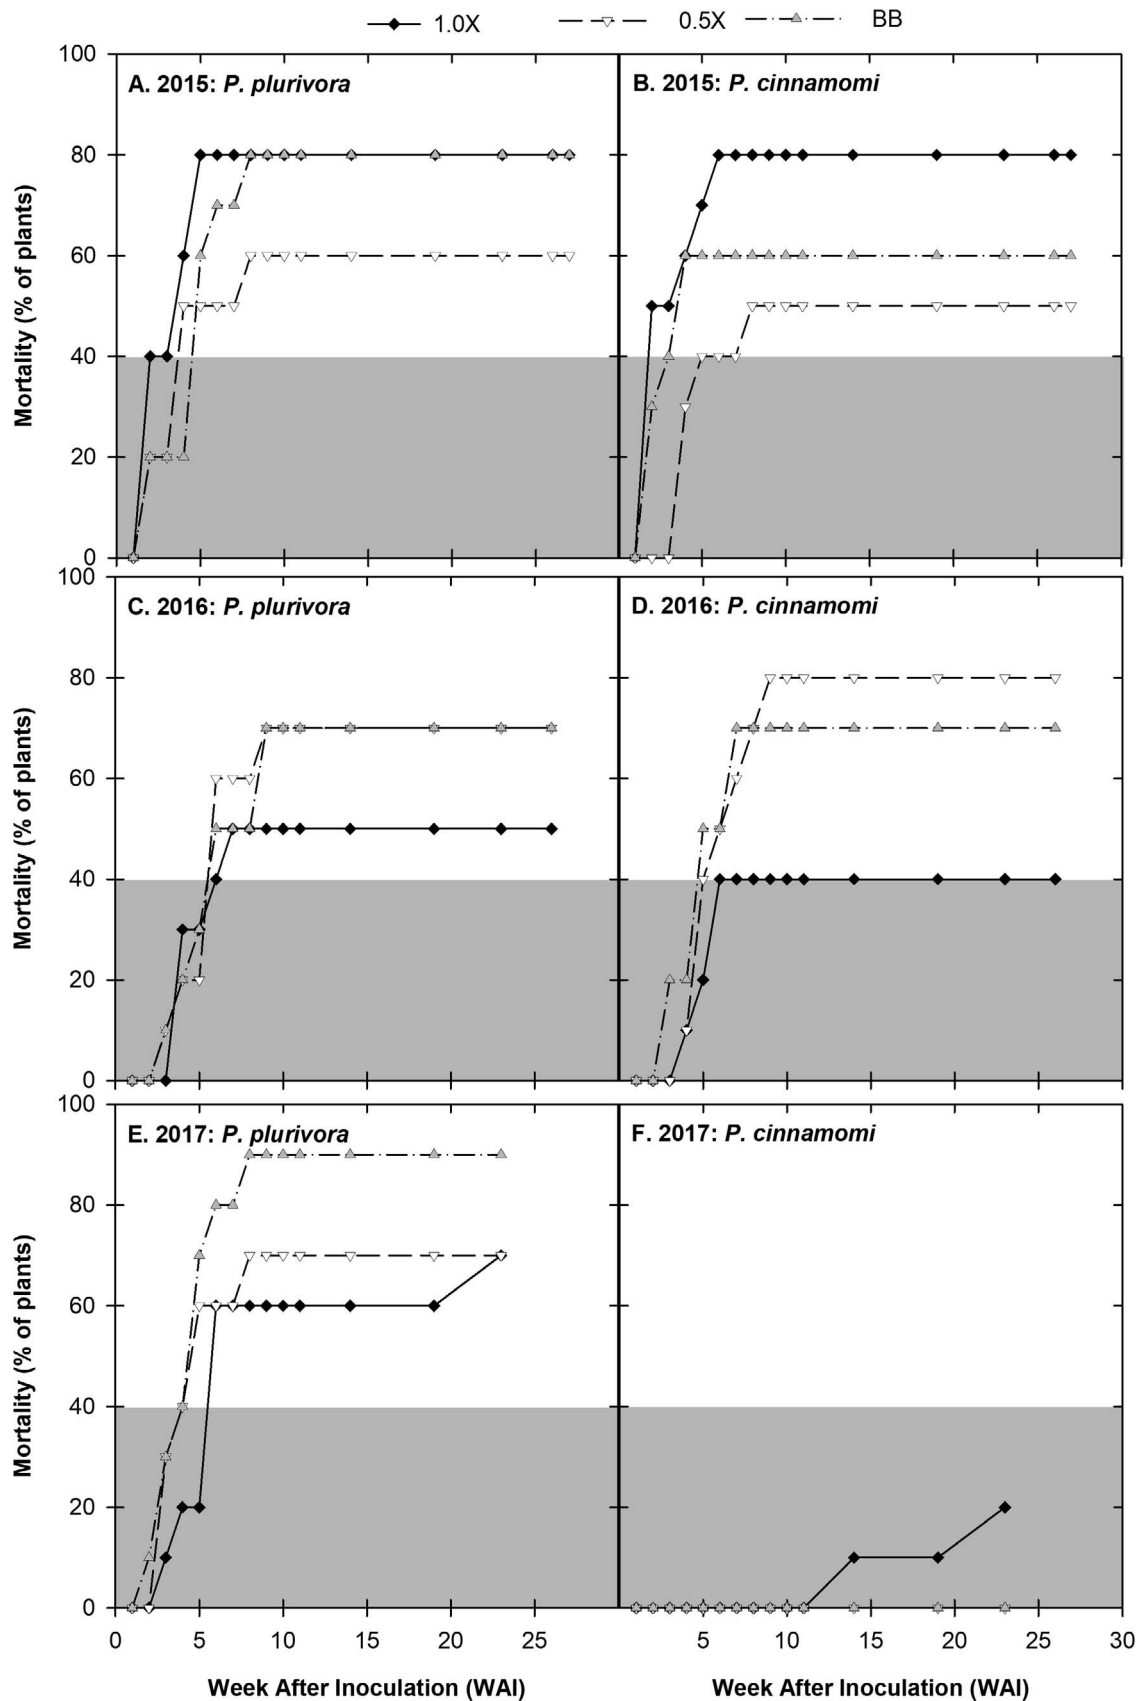 1.0X 0.5X BB
100
A. 2015: P. plurivora B. 2015: P. cinnamomi
80
60
40
20
0
Mortality (% of plants)
100
C. 2016: P. plurivora D. 2016: P. cinnamomi
80
60
40
20
0
Mortality (% of plants)
100
E. 2017: P. plurivora F. 2017: P. cinnamomi
80
60
40
20
0
Mortality (% of plants)
0 5 10 15 20 25 5 10 15 20 25 30
Week After Inoculation (WAI) Week After Inoculation (WAI)